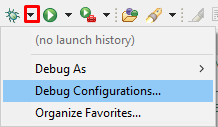 (no launch history)
Debug As
Debug Configurations...
Organize Favorites...